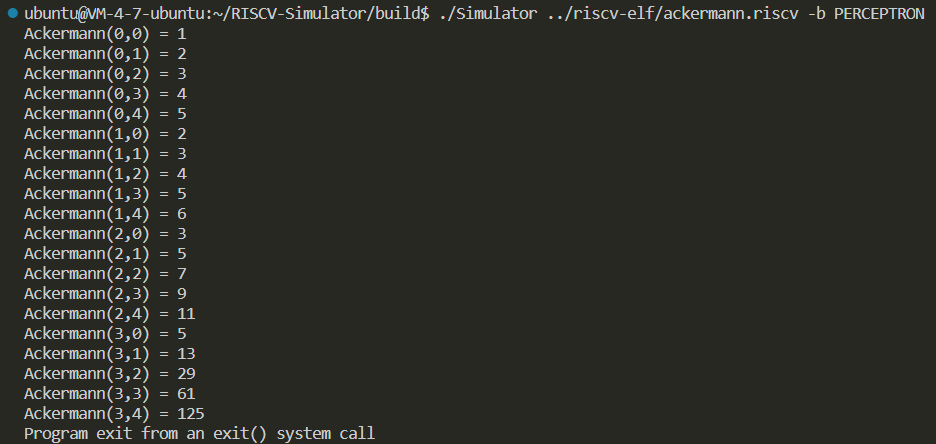 ubuntu@VM-4-7-ubuntu:~/RISCV-Simulator/build$ ./Simulator ../riscv-elf/ackermann.riscv -b PERCEPTRON
Ackermann(0,0) = 1
Ackermann(0,1) = 2
Ackermann(0,2) = 3
Ackermann(0,3) = 4
Ackermann(0,4) = 5
Ackermann(1,0) = 2
Ackermann(1,1) = 3
Ackermann(1,2) = 4
Ackermann(1,3) = 5
Ackermann(1,4) = 6
Ackermann(2,0) = 3
Ackermann(2,1) = 5
Ackermann(2,2) = 7
Ackermann(2,3) = 9
Ackermann(2,4) = 11
Ackermann(3,0) = 5
Ackermann(3,1) = 13
Ackermann(3,2) = 29
Ackermann(3,3) = 61
Ackermann(3,4) = 125
Program exit from an exit() system call